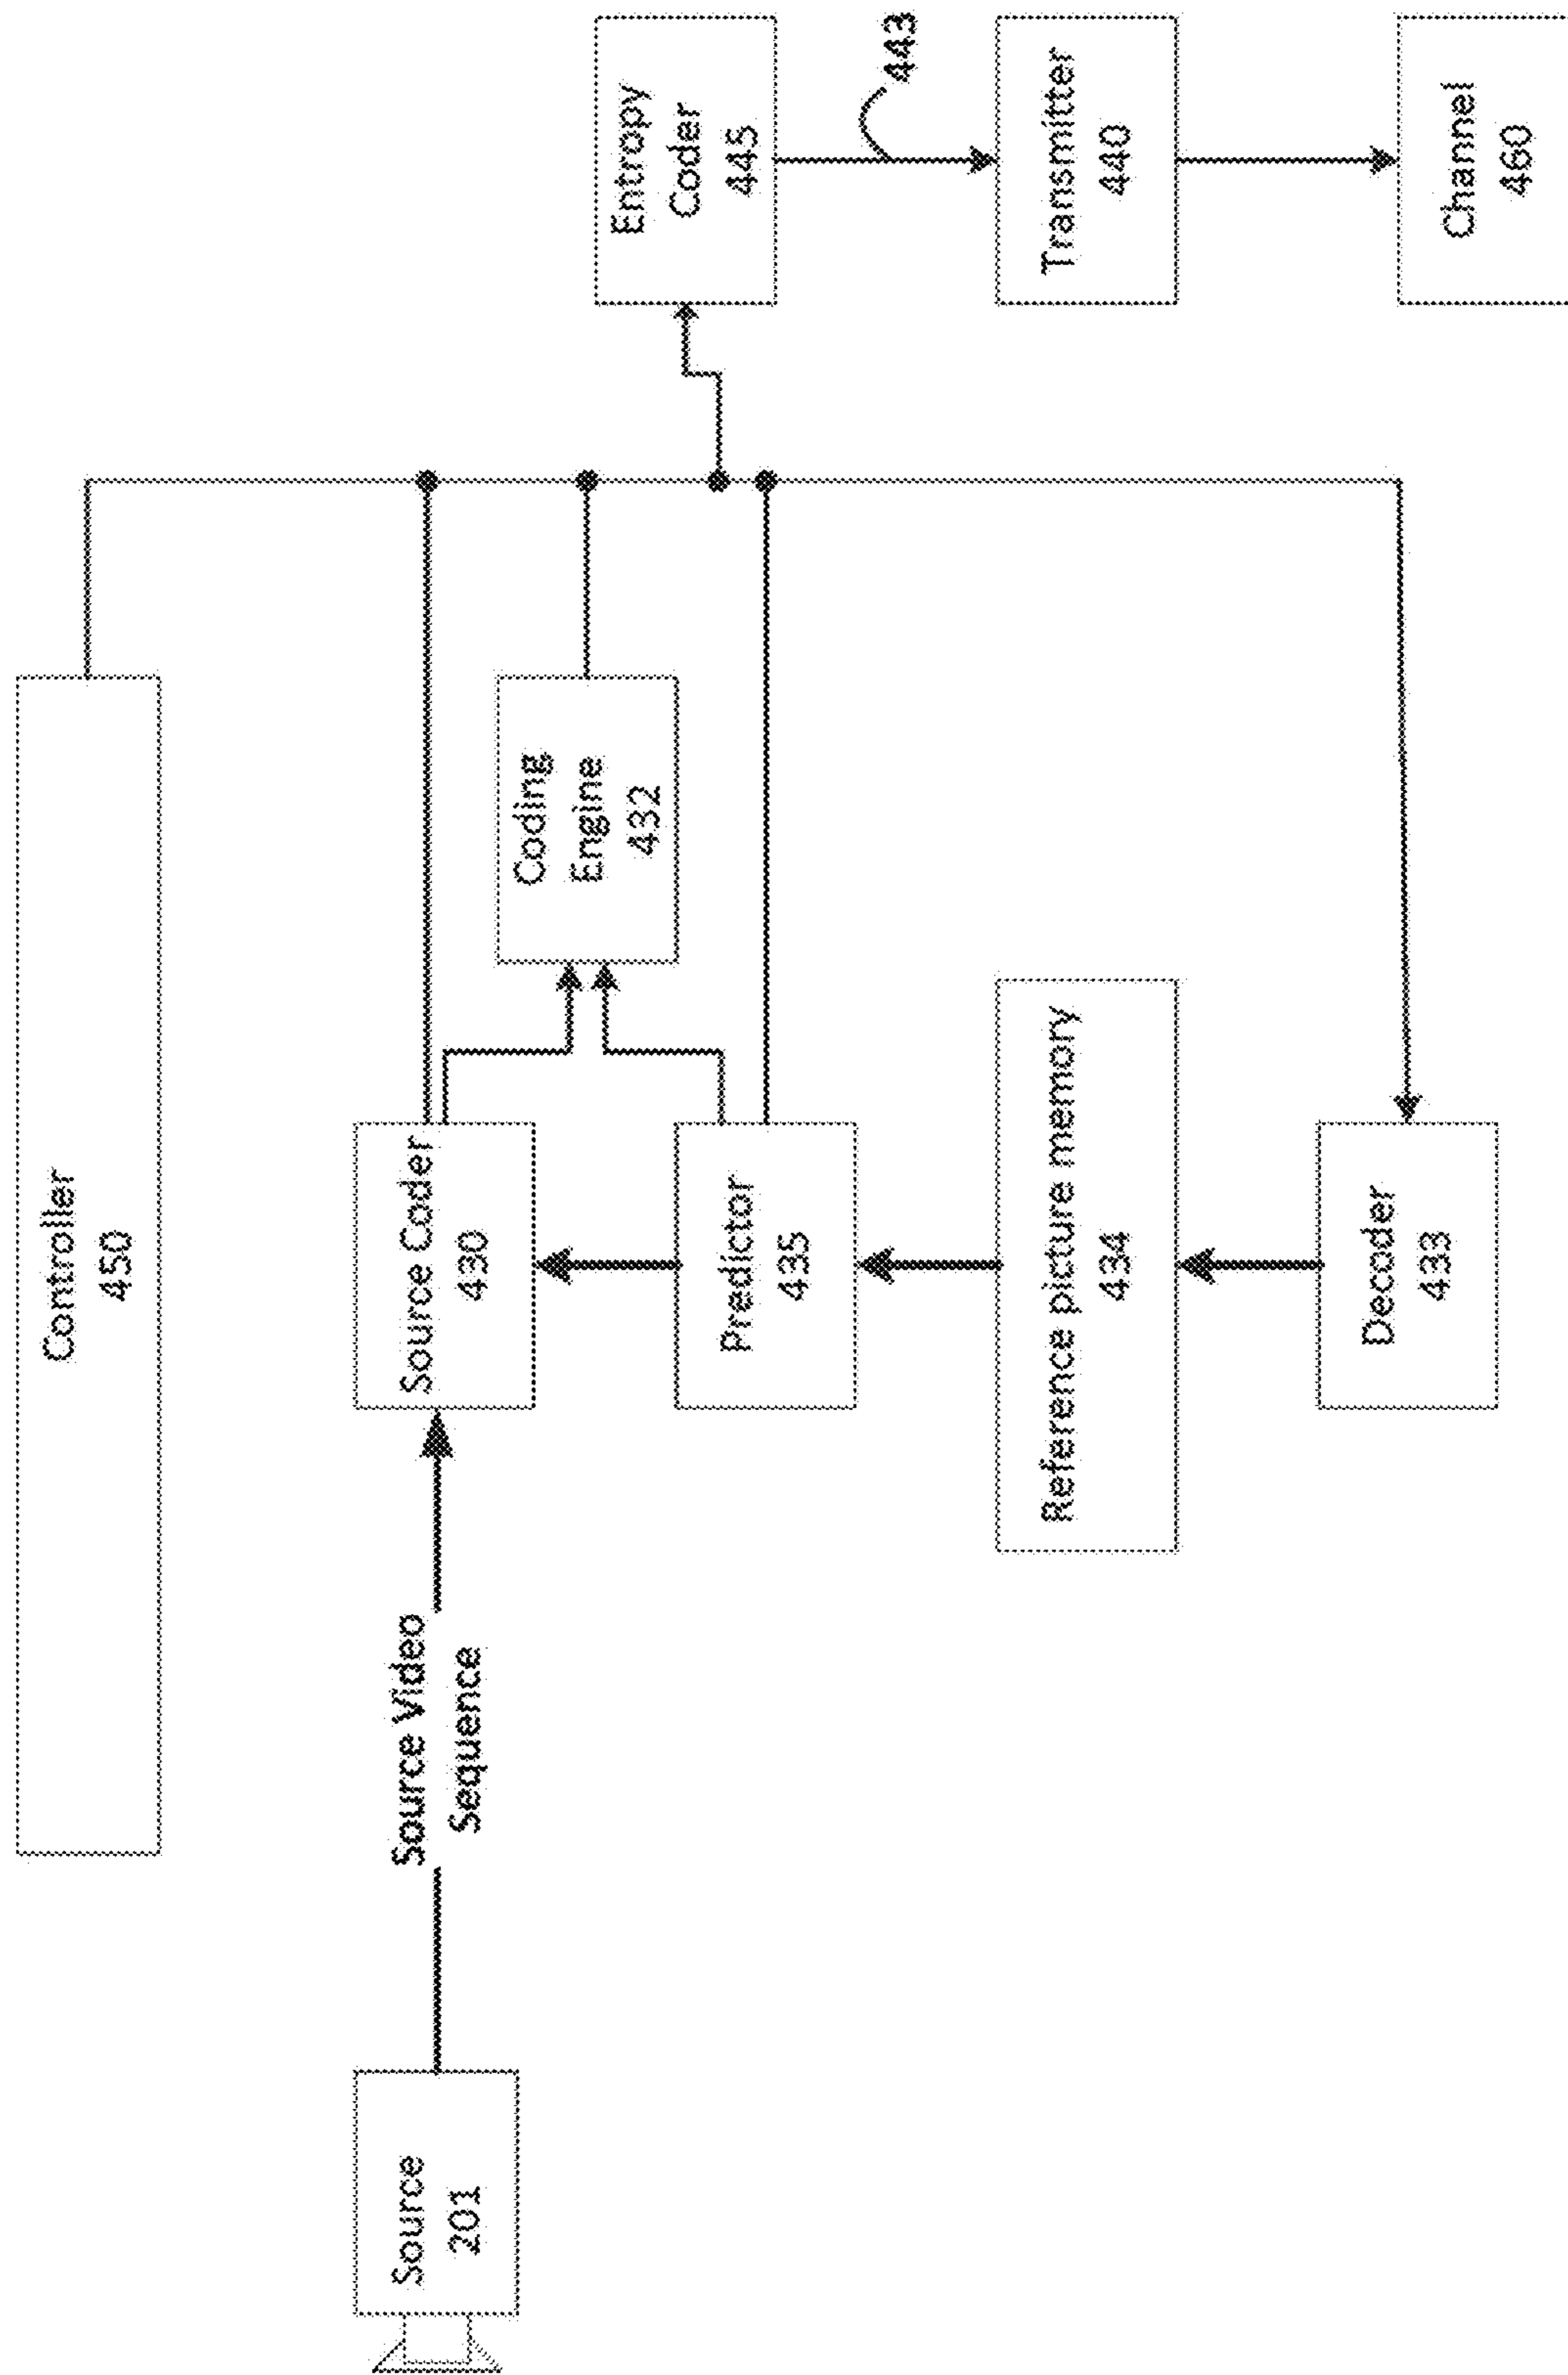 Controller
450
Source
201
Source Video
Sequence
Source Coder
430
Coding
Engine
432
Predictor
435
Reference picture memory
434
Decoder
433
Entropy
Coder
445
443
Transmitter
440
Channel
460